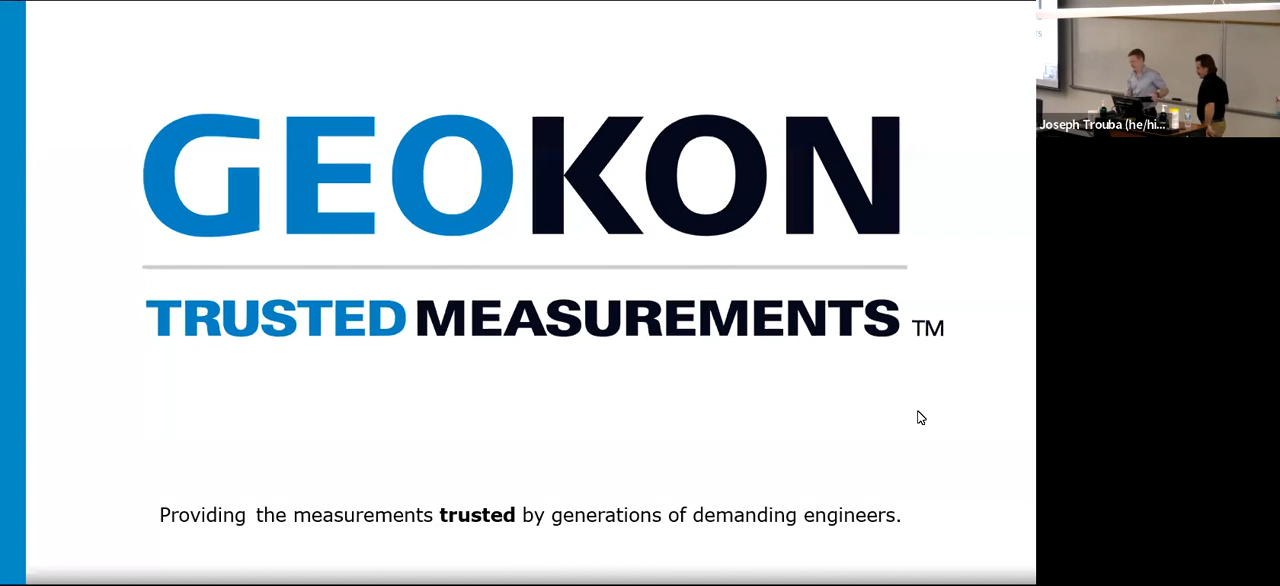 GEOKON
TRUSTED MEASUREMENTS TM
Providing the measurements trusted by generations of demanding engineers.
Joseph Trouba (he/hi...